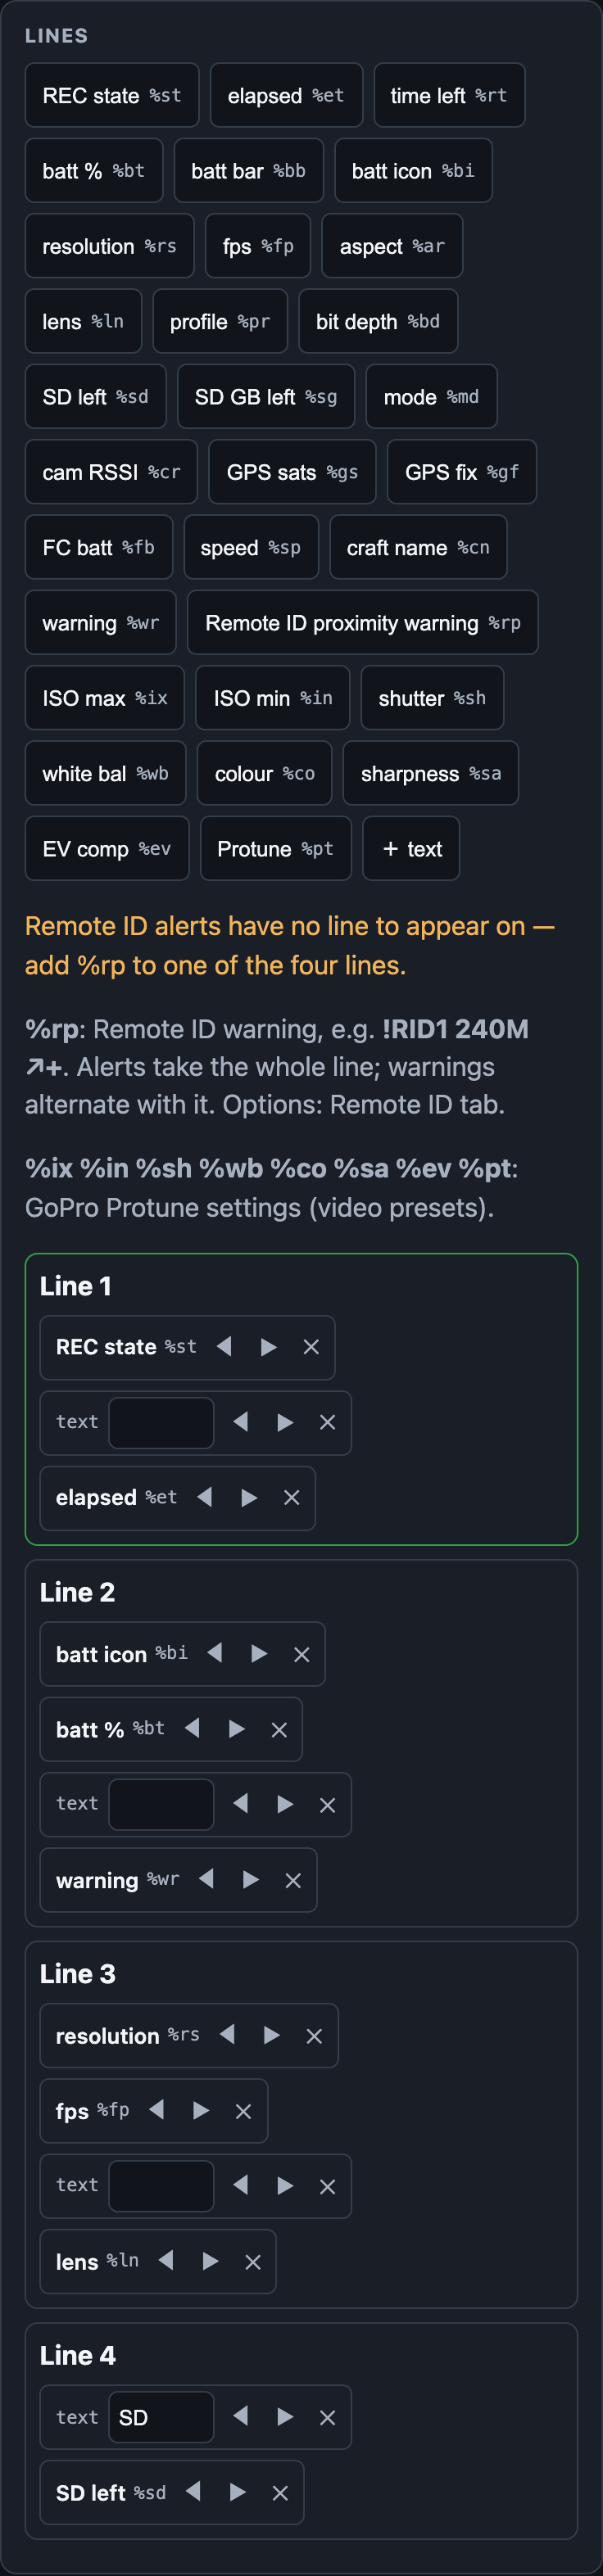 LINES
REC state %st elapsed %et time left %rt
batt % %bt batt bar %bb batt icon %bi
resolution %rs fps %fp aspect %ar
lens %ln profile %pr bit depth %bd
SD left %sd SD GB left %sg mode %md
cam RSSI %cr GPS sats %gs GPS fix %gf
FC batt %fb speed %sp craft name %cn
warning %wr Remote ID proximity warning %rp
ISO max %ix ISO min %in shutter %sh
white bal %wb colour %co sharpness %sa
EV comp %ev Protune %pt + text
Remote ID alerts have no line to appear on —
add %rp to one of the four lines.
%rp: Remote ID warning, e.g. !RID1 240M
↗+. Alerts take the whole line; warnings
alternate with it. Options: Remote ID tab.
%ix %in %sh %wb %co %sa %ev %pt:
GoPro Protune settings (video presets).
Line 1
REC state %st ◀ ▶ ×
text ◀ ▶ ×
elapsed %et ◀ ▶ ×
Line 2
batt icon %bi ◀ ▶ ×
batt % %bt ◀ ▶ ×
text ◀ ▶ ×
warning %wr ◀ ▶ ×
Line 3
resolution %rs ◀ ▶ ×
fps %fp ◀ ▶ ×
text ◀ ▶ ×
lens %ln ◀ ▶ ×
Line 4
text SD ◀ ▶ ×
SD left %sd ◀ ▶ ×